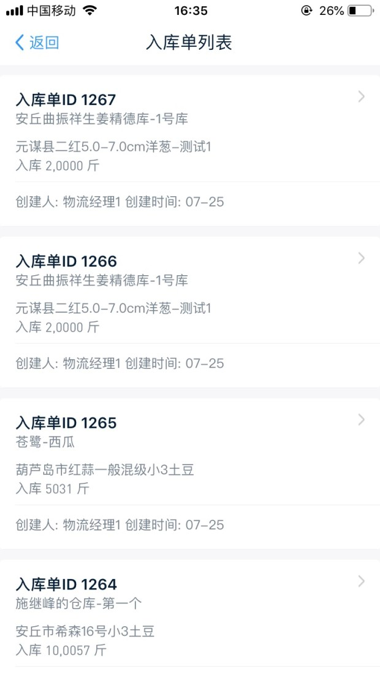 中国移动 16:35 26%
返回 入库单列表
入库单ID 1267
安丘曲振祥生姜精德库-1号库
元谋县二红5.0-7.0cm洋葱-测试1
入库 2,0000 斤
创建人: 物流经理1 创建时间: 07-25
入库单ID 1266
安丘曲振祥生姜精德库-1号库
元谋县二红5.0-7.0cm洋葱-测试1
入库 2,0000 斤
创建人: 物流经理1 创建时间: 07-25
入库单ID 1265
苍鹭-西瓜
葫芦岛市红蒜一般混级小3土豆
入库 5031 斤
创建人: 物流经理1 创建时间: 07-25
入库单ID 1264
施继峰的仓库-第一个
安丘市希森16号小3土豆
入库 10,0057 斤